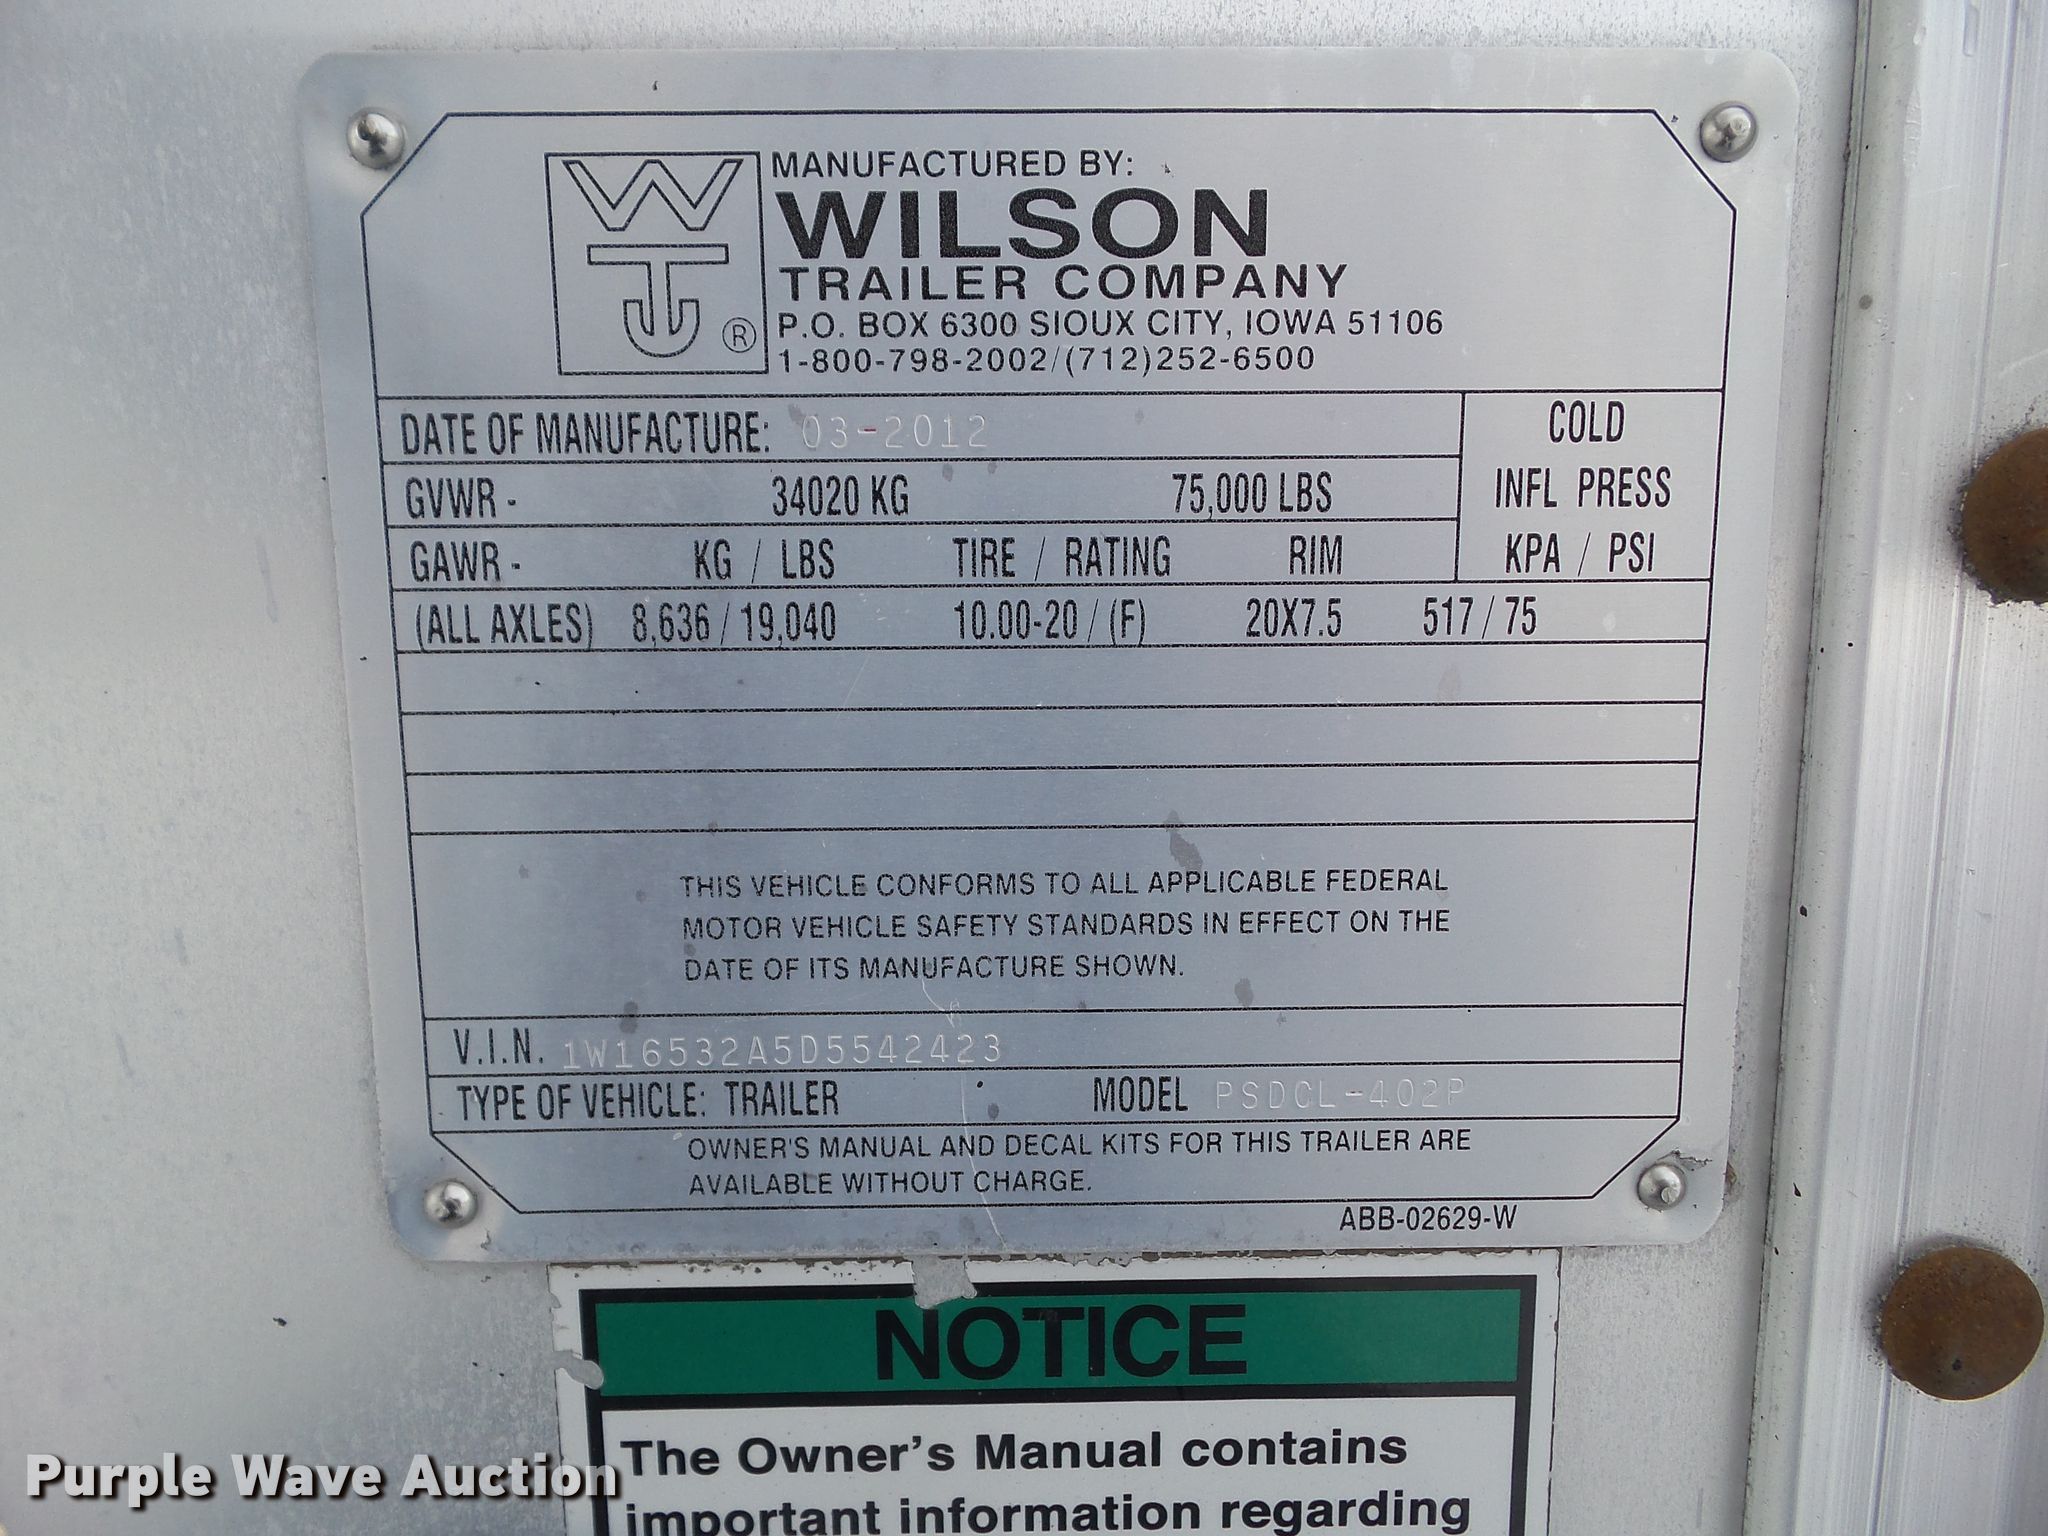 MANUFACTURED BY:
WILSON
TRAILER COMPANY
P.O. BOX 6300 SIOUX CITY, IOWA 51106
1-800-798-2002/(712)252-6500
WT ®
DATE OF MANUFACTURE: 03-2012
GVWR - 34020 KG 75,000 LBS
COLD
INFL PRESS
KPA / PSI
GAWR - KG / LBS TIRE / RATING RIM
(ALL AXLES) 8,636 / 19,040 10.00-20 / (F) 20X7.5 517 / 75
THIS VEHICLE CONFORMS TO ALL APPLICABLE FEDERAL
MOTOR VEHICLE SAFETY STANDARDS IN EFFECT ON THE
DATE OF ITS MANUFACTURE SHOWN.
V.I.N. 1W16532A5D5542423
TYPE OF VEHICLE: TRAILER MODEL PSDCL-402P
OWNER'S MANUAL AND DECAL KITS FOR THIS TRAILER ARE
AVAILABLE WITHOUT CHARGE.
ABB-02629-W
NOTICE
The Owner's Manual contains
important information regarding
Purple Wave Auction